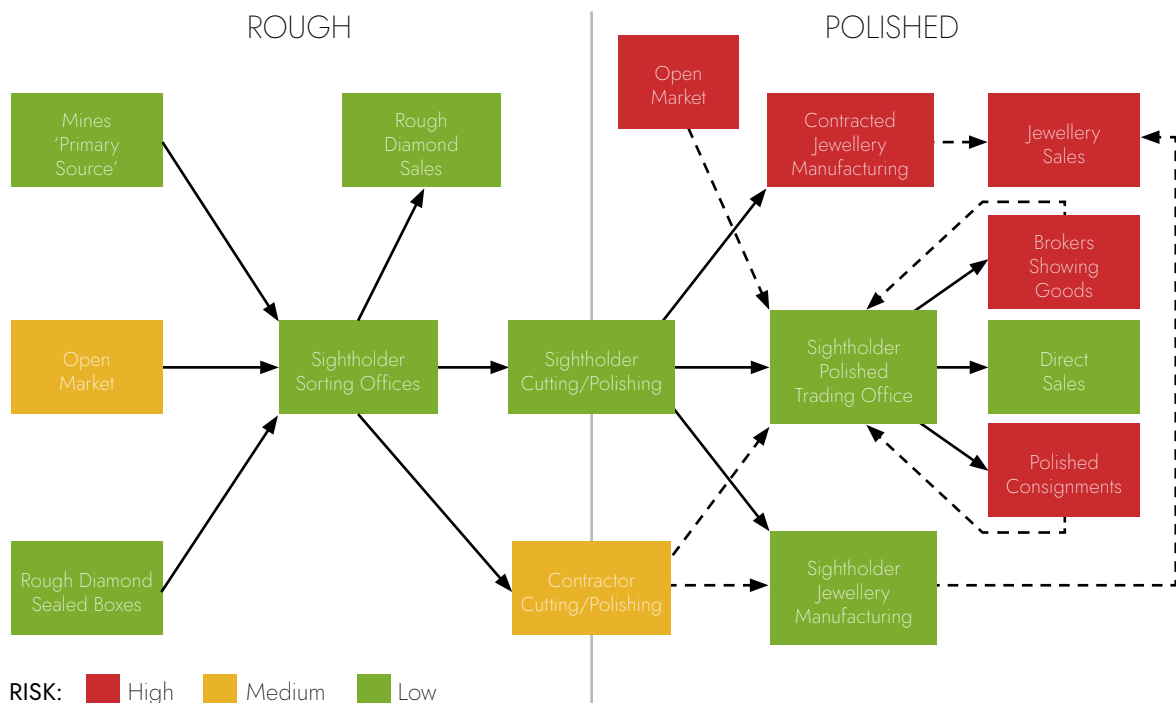 ROUGH
POLISHED
Mines
‘Primary
Source’
Rough
Diamond
Sales
Open
Market
Contracted
Jewellery
Manufacturing
Jewellery
Sales
Brokers
Showing
Goods
Open
Market
Sightholder
Sorting Offices
Sightholder
Cutting/Polishing
Sightholder
Polished
Trading Office
Direct
Sales
Polished
Consignments
Rough Diamond
Sealed Boxes
Contractor
Cutting/Polishing
Sightholder
Jewellery
Manufacturing
RISK: High Medium Low